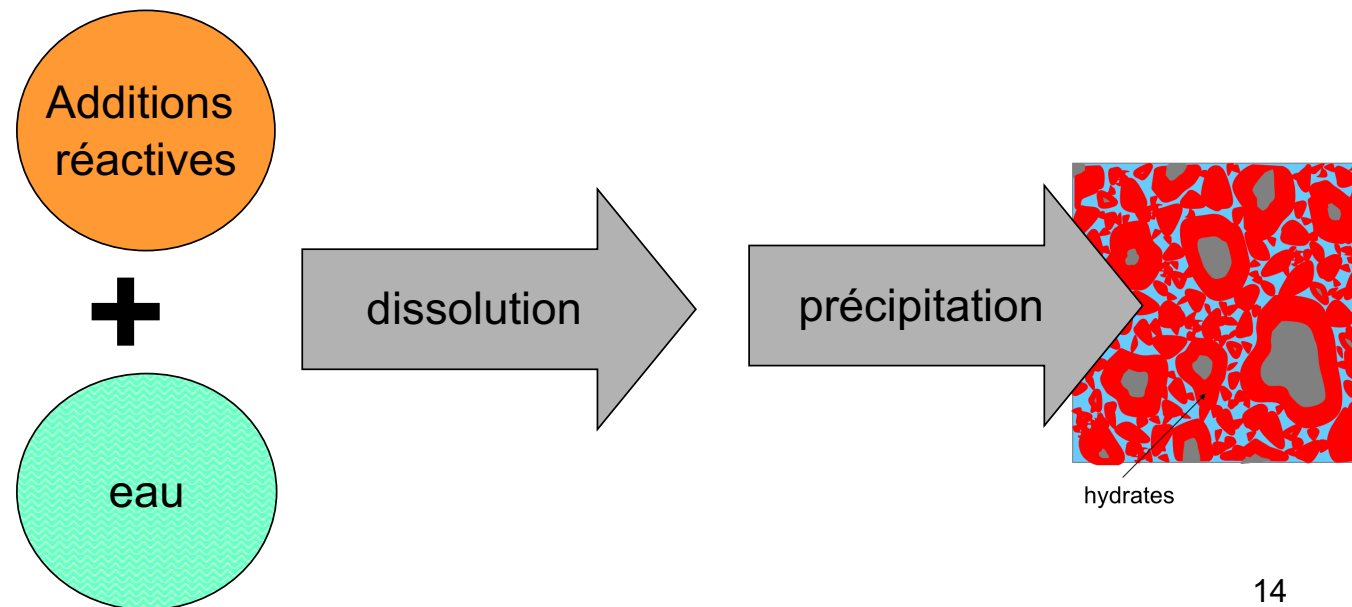 Additions
réactives
eau
dissolution
précipitation
hydrates
14